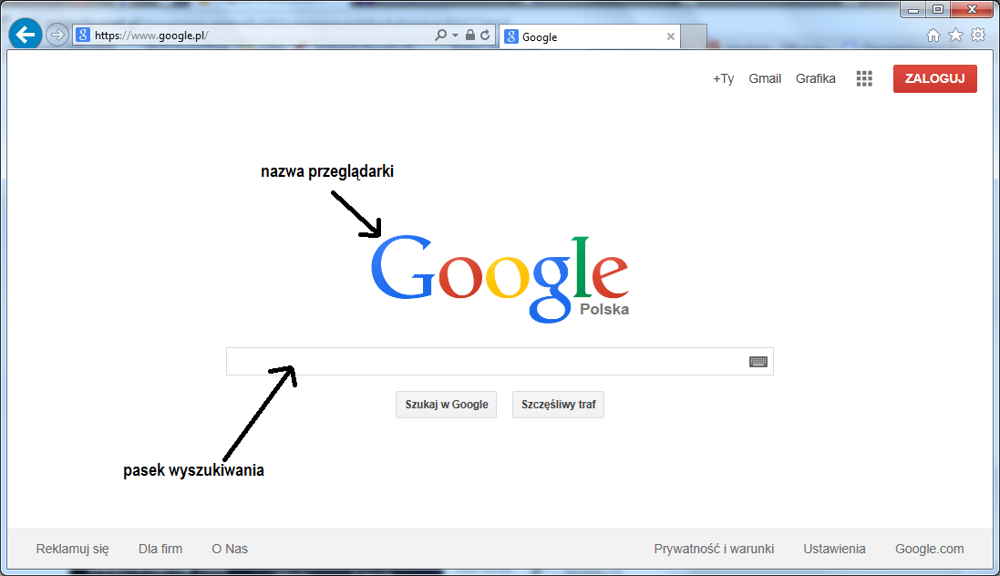 https://www.google.pl/
Google
+Ty Gmail Grafika ZALOGUJ
nazwa przeglądarki
Google
Polska
Szukaj w Google Szczęśliwy traf
pasek wyszukiwania
Reklamuj się Dla firm O Nas Prywatność i warunki Ustawienia Google.com